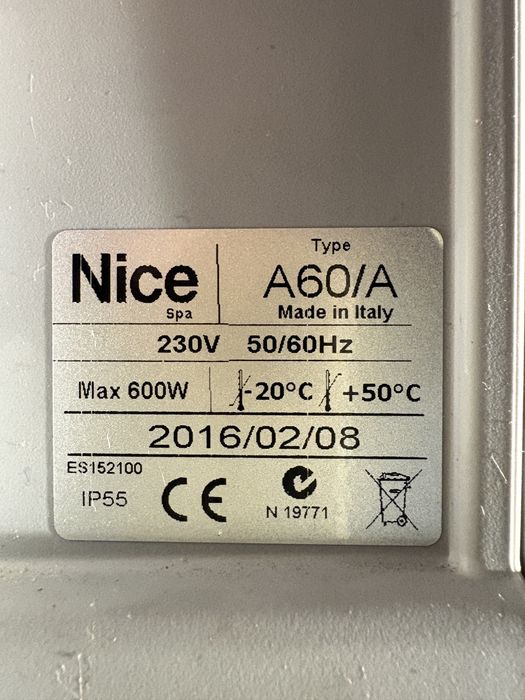 Nice
Spa
Type
A60/A
Made in Italy
230V 50/60Hz
Max 600W -20°C +50°C
2016/02/08
ES152100
IP55 CE
N 19771